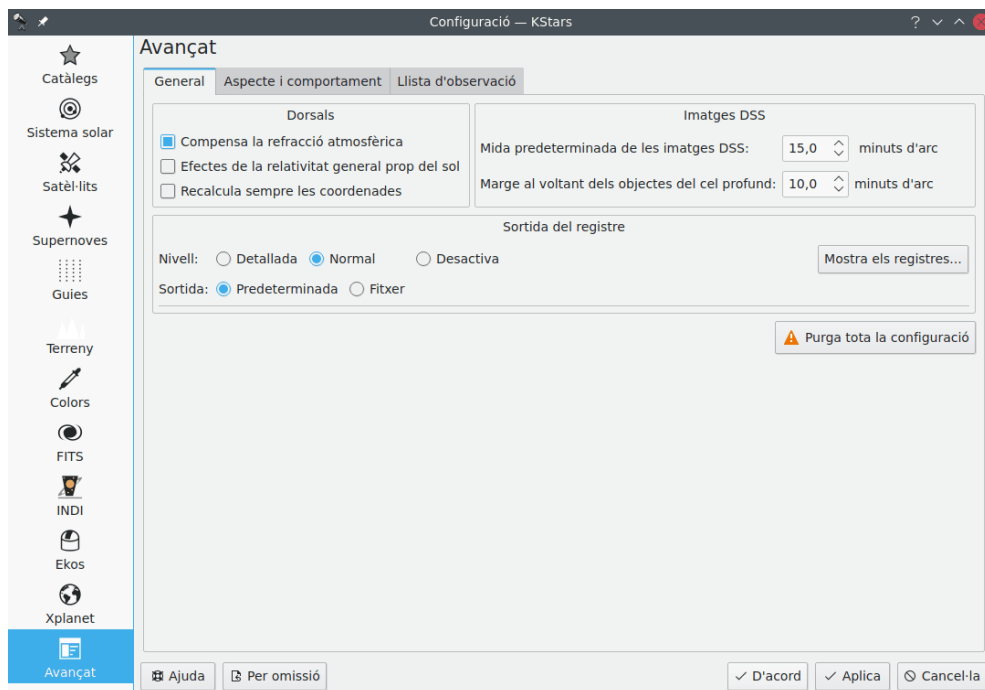 Configuració — KStars
Catàlegs
Sistema solar
Satèl·lits
Supernoves
Guies
Terreny
Colors
FITS
INDI
Ekos
Xplanet
Avançat
Avançat
General Aspecte i comportament Llista d'observació
Dorsals
Compensa la refracció atmosfèrica
Efectes de la relativitat general prop del sol
Recalcula sempre les coordenades
Imatges DSS
Mida predeterminada de les imatges DSS: 15,0 minuts d'arc
Marge al voltant dels objectes del cel profund: 10,0 minuts d'arc
Sortida del registre
Nivell: Detallada Normal Desactiva Mostra els registres...
Sortida: Predeterminada Fitxer
Purga tota la configuració
Ajuda Per omissió D'acord Aplica Cancel·la